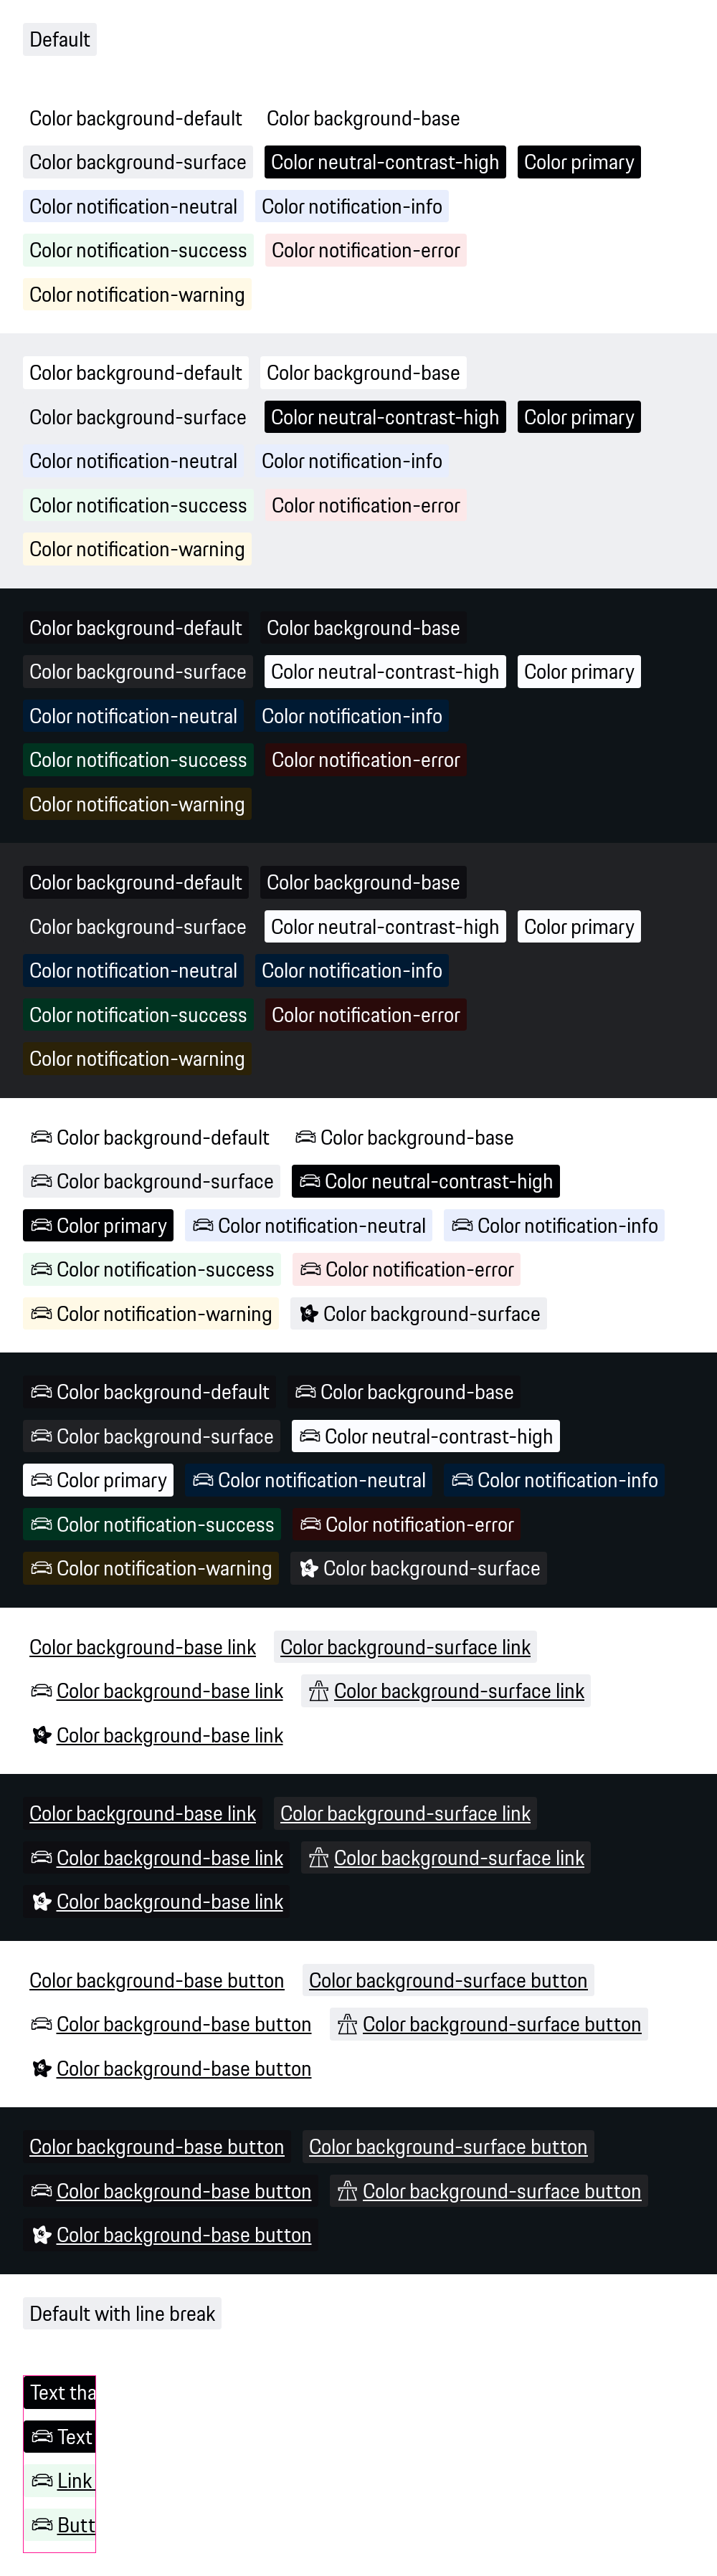 Default
Color background-default Color background-base
Color background-surface Color neutral-contrast-high Color primary
Color notification-neutral Color notification-info
Color notification-success Color notification-error
Color notification-warning
Color background-default Color background-base
Color background-surface Color neutral-contrast-high Color primary
Color notification-neutral Color notification-info
Color notification-success Color notification-error
Color notification-warning
Color background-default Color background-base
Color background-surface Color neutral-contrast-high Color primary
Color notification-neutral Color notification-info
Color notification-success Color notification-error
Color notification-warning
Color background-default Color background-base
Color background-surface Color neutral-contrast-high Color primary
Color notification-neutral Color notification-info
Color notification-success Color notification-error
Color notification-warning
Color background-default Color background-base
Color background-surface Color neutral-contrast-high
Color primary Color notification-neutral Color notification-info
Color notification-success Color notification-error
Color notification-warning Color background-surface
Color background-default Color background-base
Color background-surface Color neutral-contrast-high
Color primary Color notification-neutral Color notification-info
Color notification-success Color notification-error
Color notification-warning Color background-surface
Color background-base link Color background-surface link
Color background-base link Color background-surface link
Color background-base link
Color background-base link Color background-surface link
Color background-base link Color background-surface link
Color background-base link
Color background-base button Color background-surface button
Color background-base button Color background-surface button
Color background-base button
Color background-base button Color background-surface button
Color background-base button Color background-surface button
Color background-base button
Default with line break
Text tha
Text
Link
Butt